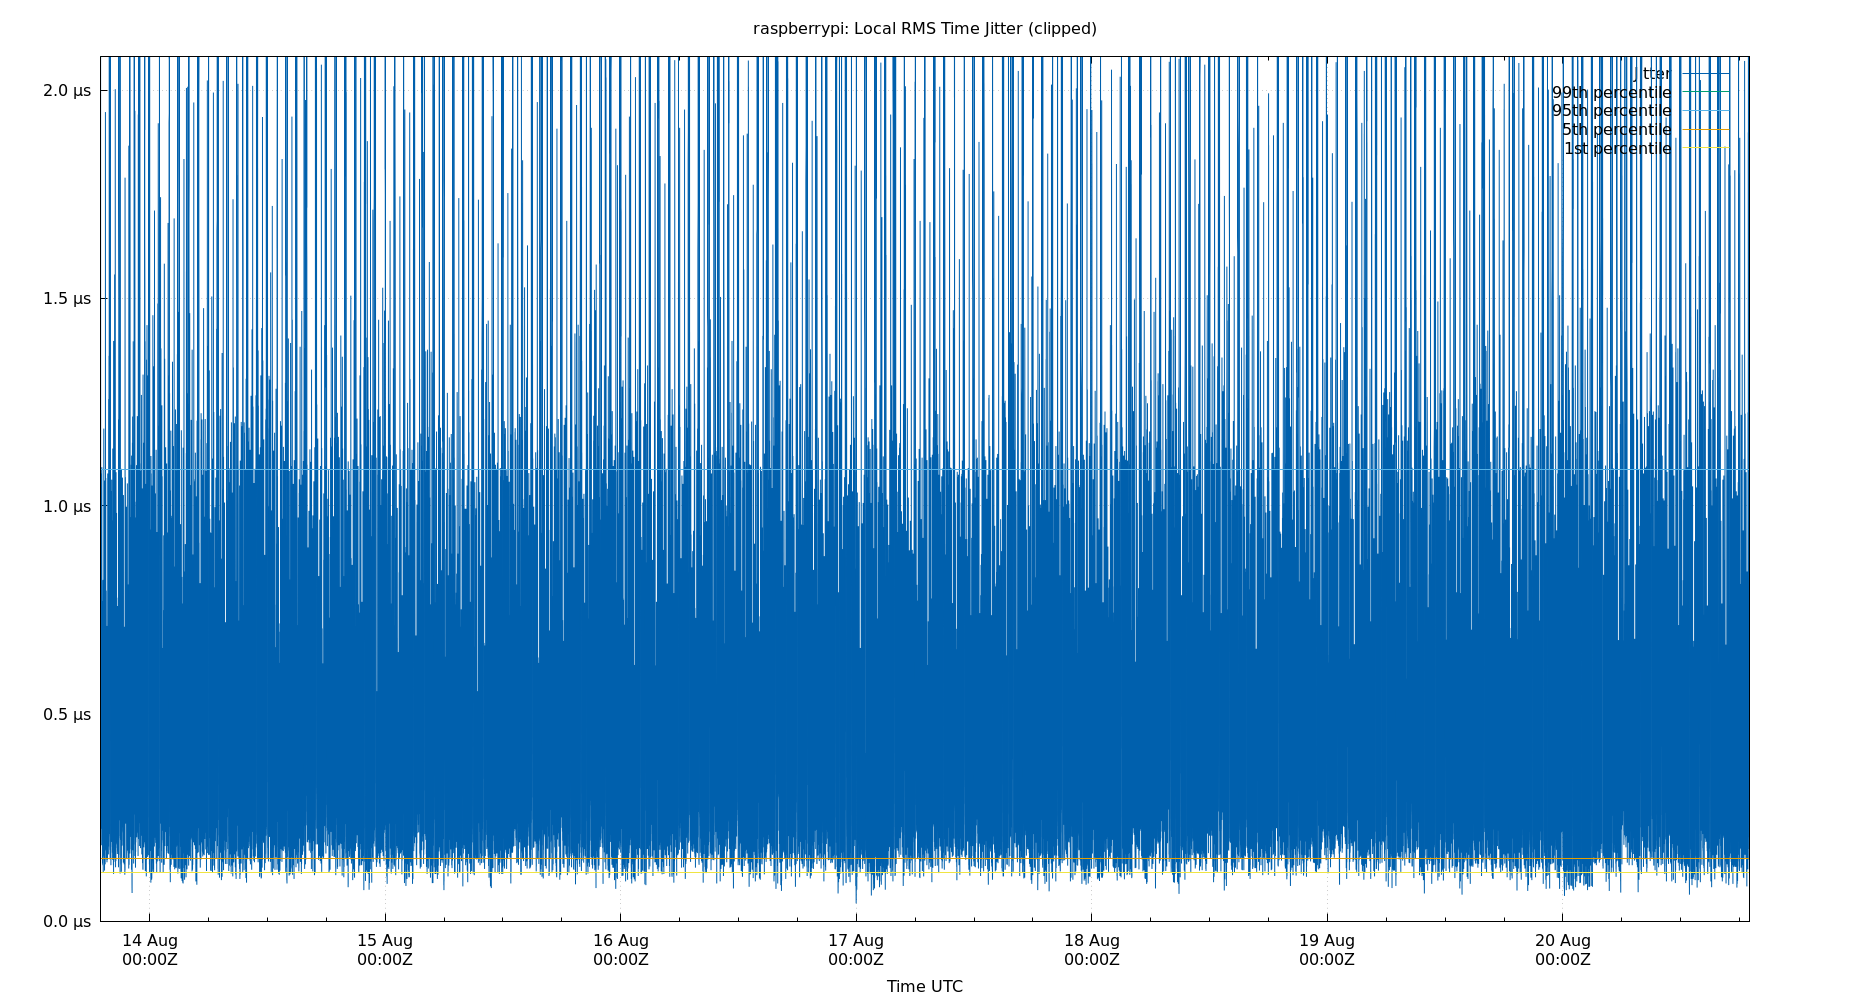 raspberrypi: Local RMS Time Jitter (clipped)
jitter
99th percentile
95th percentile
5th percentile
1st percentile
2.0 µs
1.5 µs
1.0 µs
0.5 µs
0.0 µs
14 Aug 15 Aug 16 Aug 17 Aug 18 Aug 19 Aug 20 Aug
00:00Z 00:00Z 00:00Z 00:00Z 00:00Z 00:00Z 00:00Z
Time UTC